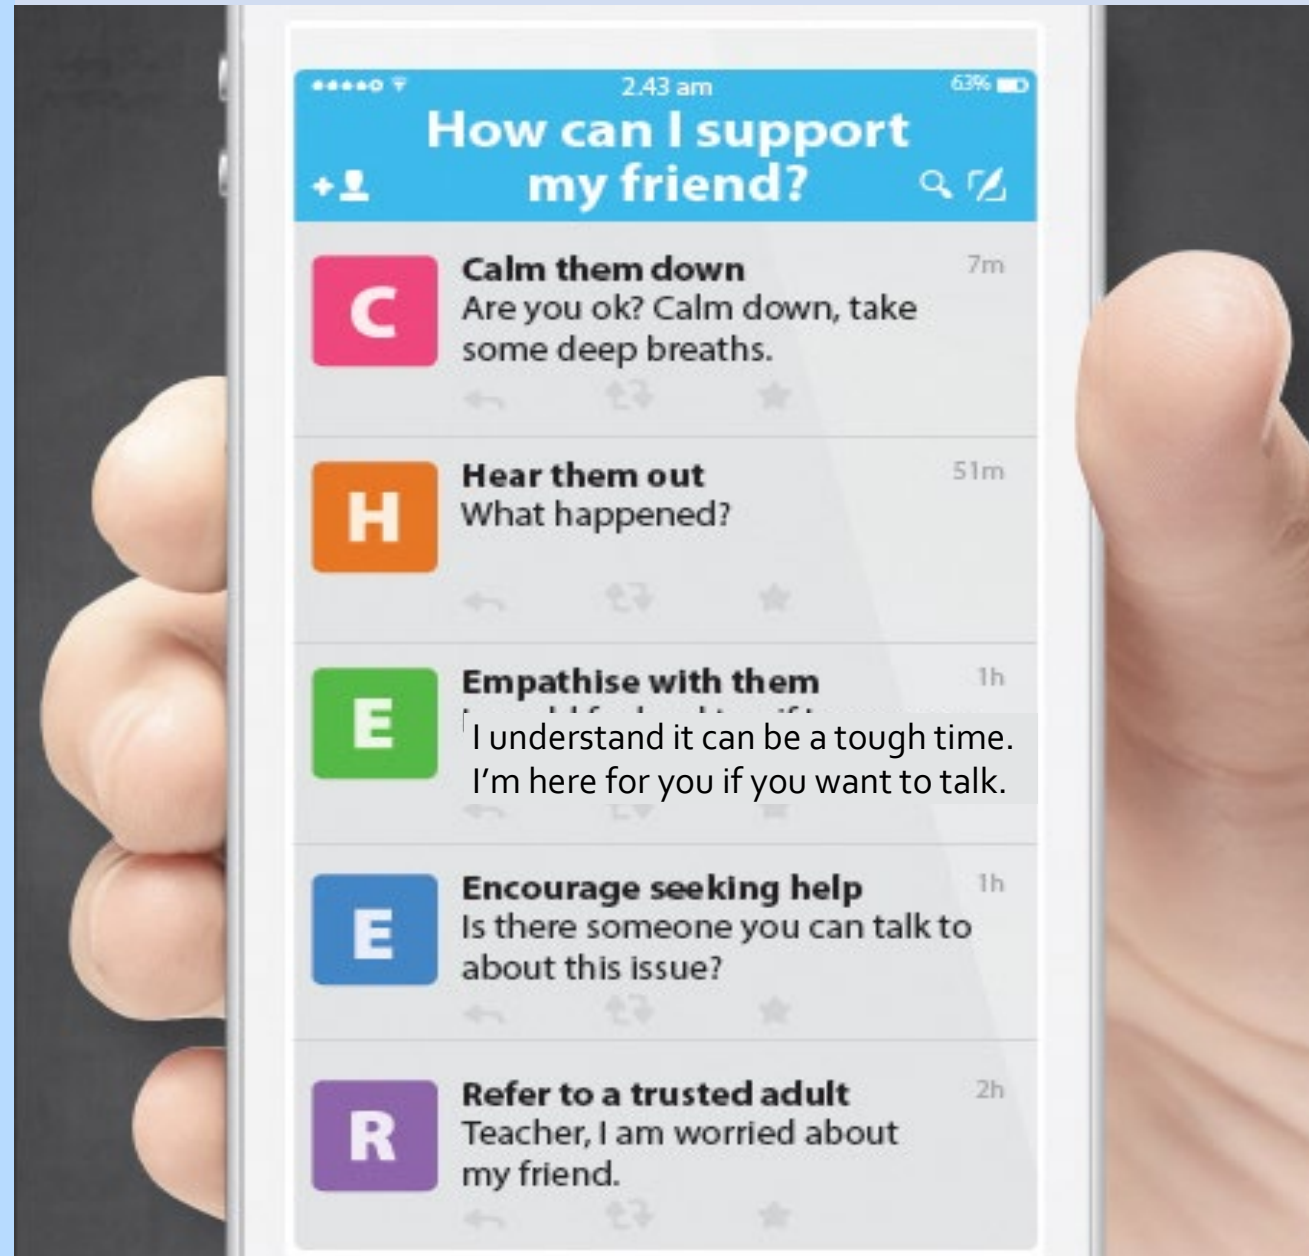 2.43 am
63%
How can I support
my friend?
C
Calm them down
7m
Are you ok? Calm down, take
some deep breaths.
H
Hear them out
51m
What happened?
E
Empathise with them
1h
I understand it can be a tough time.
I'm here for you if you want to talk.
E
Encourage seeking help
1h
Is there someone you can talk to
about this issue?
R
Refer to a trusted adult
2h
Teacher, I am worried about
my friend.